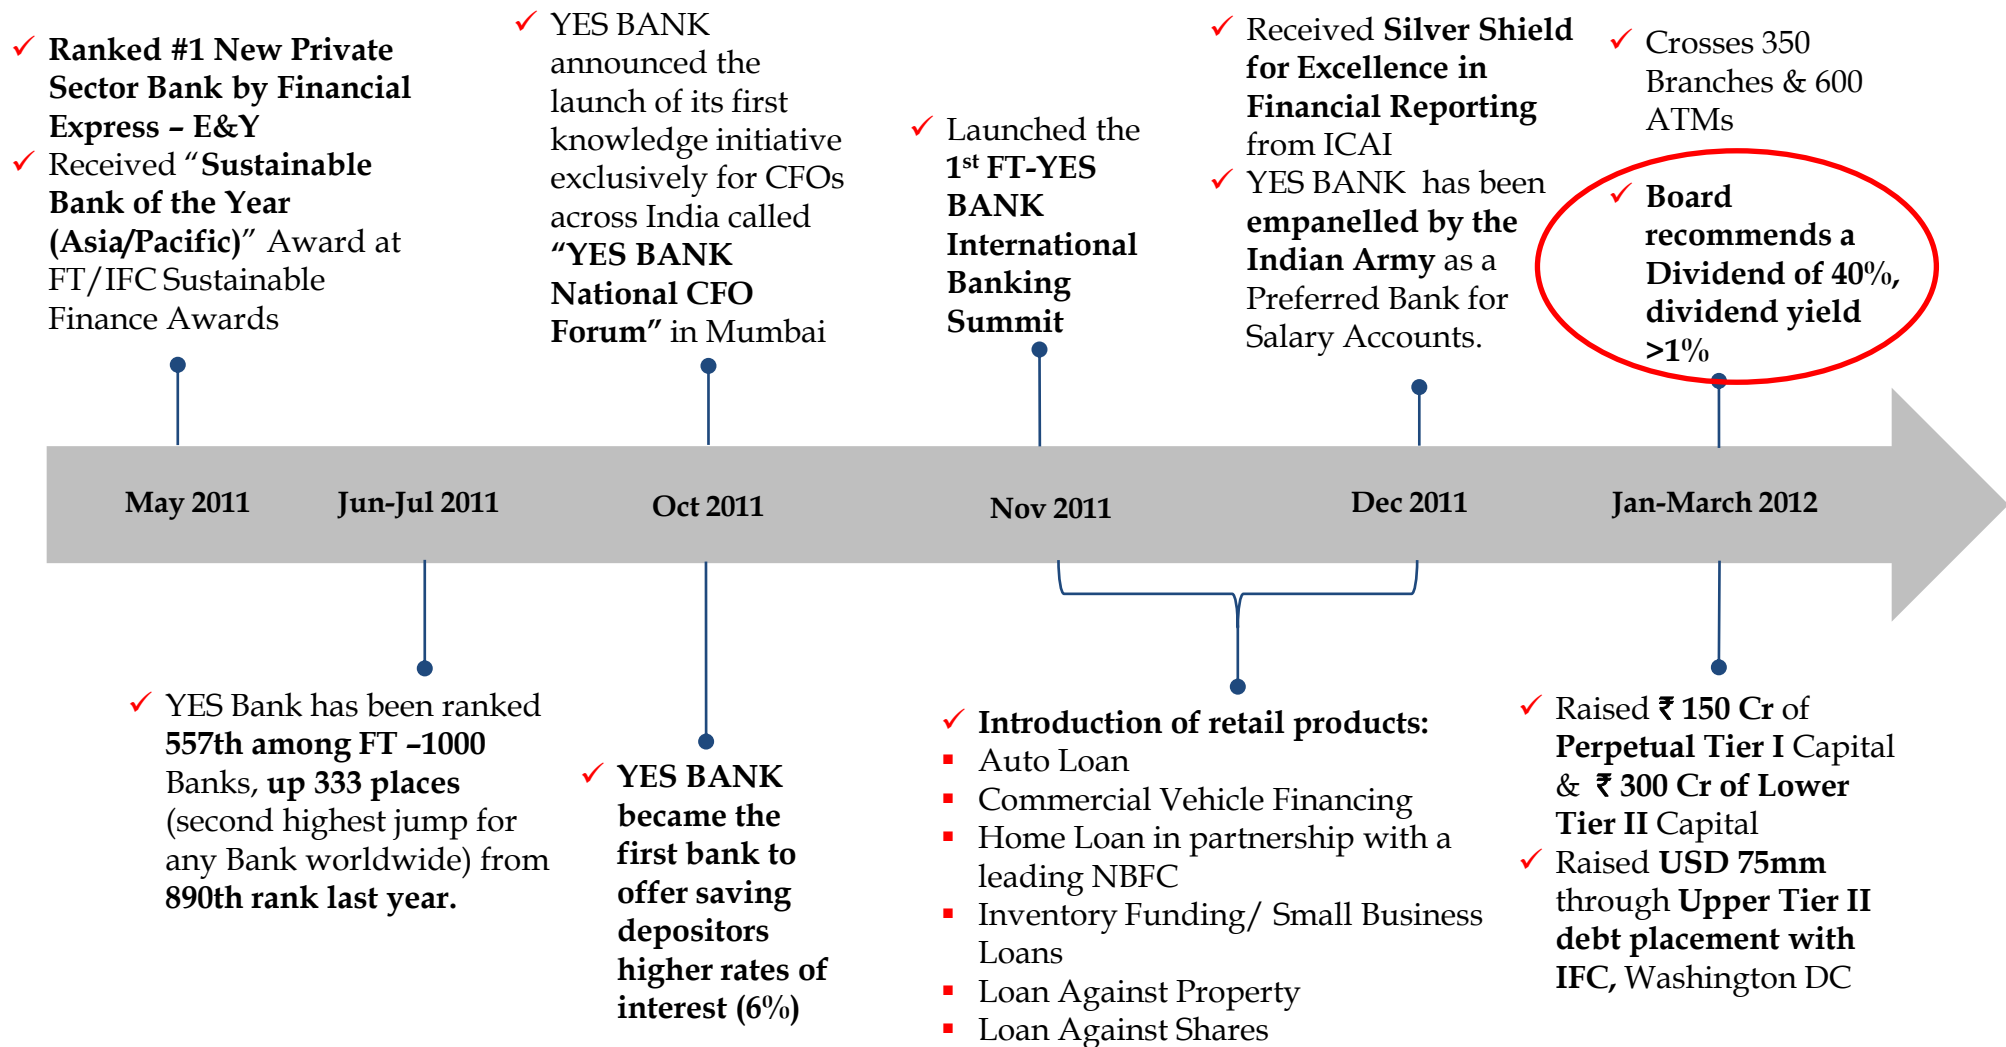 Ranked #1 New Private
Sector Bank by Financial
Express – E&Y
Received “Sustainable
Bank of the Year
(Asia/Pacific)” Award at
FT/IFC Sustainable
Finance Awards
YES BANK
announced the
launch of its first
knowledge initiative
exclusively for CFOs
across India called
“YES BANK
National CFO
Forum” in Mumbai
Launched the
1st FT-YES
BANK
International
Banking
Summit
Received Silver Shield
for Excellence in
Financial Reporting
from ICAI
YES BANK has been
empanelled by the
Indian Army as a
Preferred Bank for
Salary Accounts.
Crosses 350
Branches & 600
ATMs
Board
recommends a
Dividend of 40%,
dividend yield
>1%
May 2011
Jun-Jul 2011
Oct 2011
Nov 2011
Dec 2011
Jan-March 2012
YES Bank has been ranked
557th among FT –1000
Banks, up 333 places
(second highest jump for
any Bank worldwide) from
890th rank last year.
YES BANK
became the
first bank to
offer saving
depositors
higher rates of
interest (6%)
Introduction of retail products:
Auto Loan
Commercial Vehicle Financing
Home Loan in partnership with a
leading NBFC
Inventory Funding/ Small Business
Loans
Loan Against Property
Loan Against Shares
Raised ₹ 150 Cr of
Perpetual Tier I Capital
& ₹ 300 Cr of Lower
Tier II Capital
Raised USD 75mm
through Upper Tier II
debt placement with
IFC, Washington DC